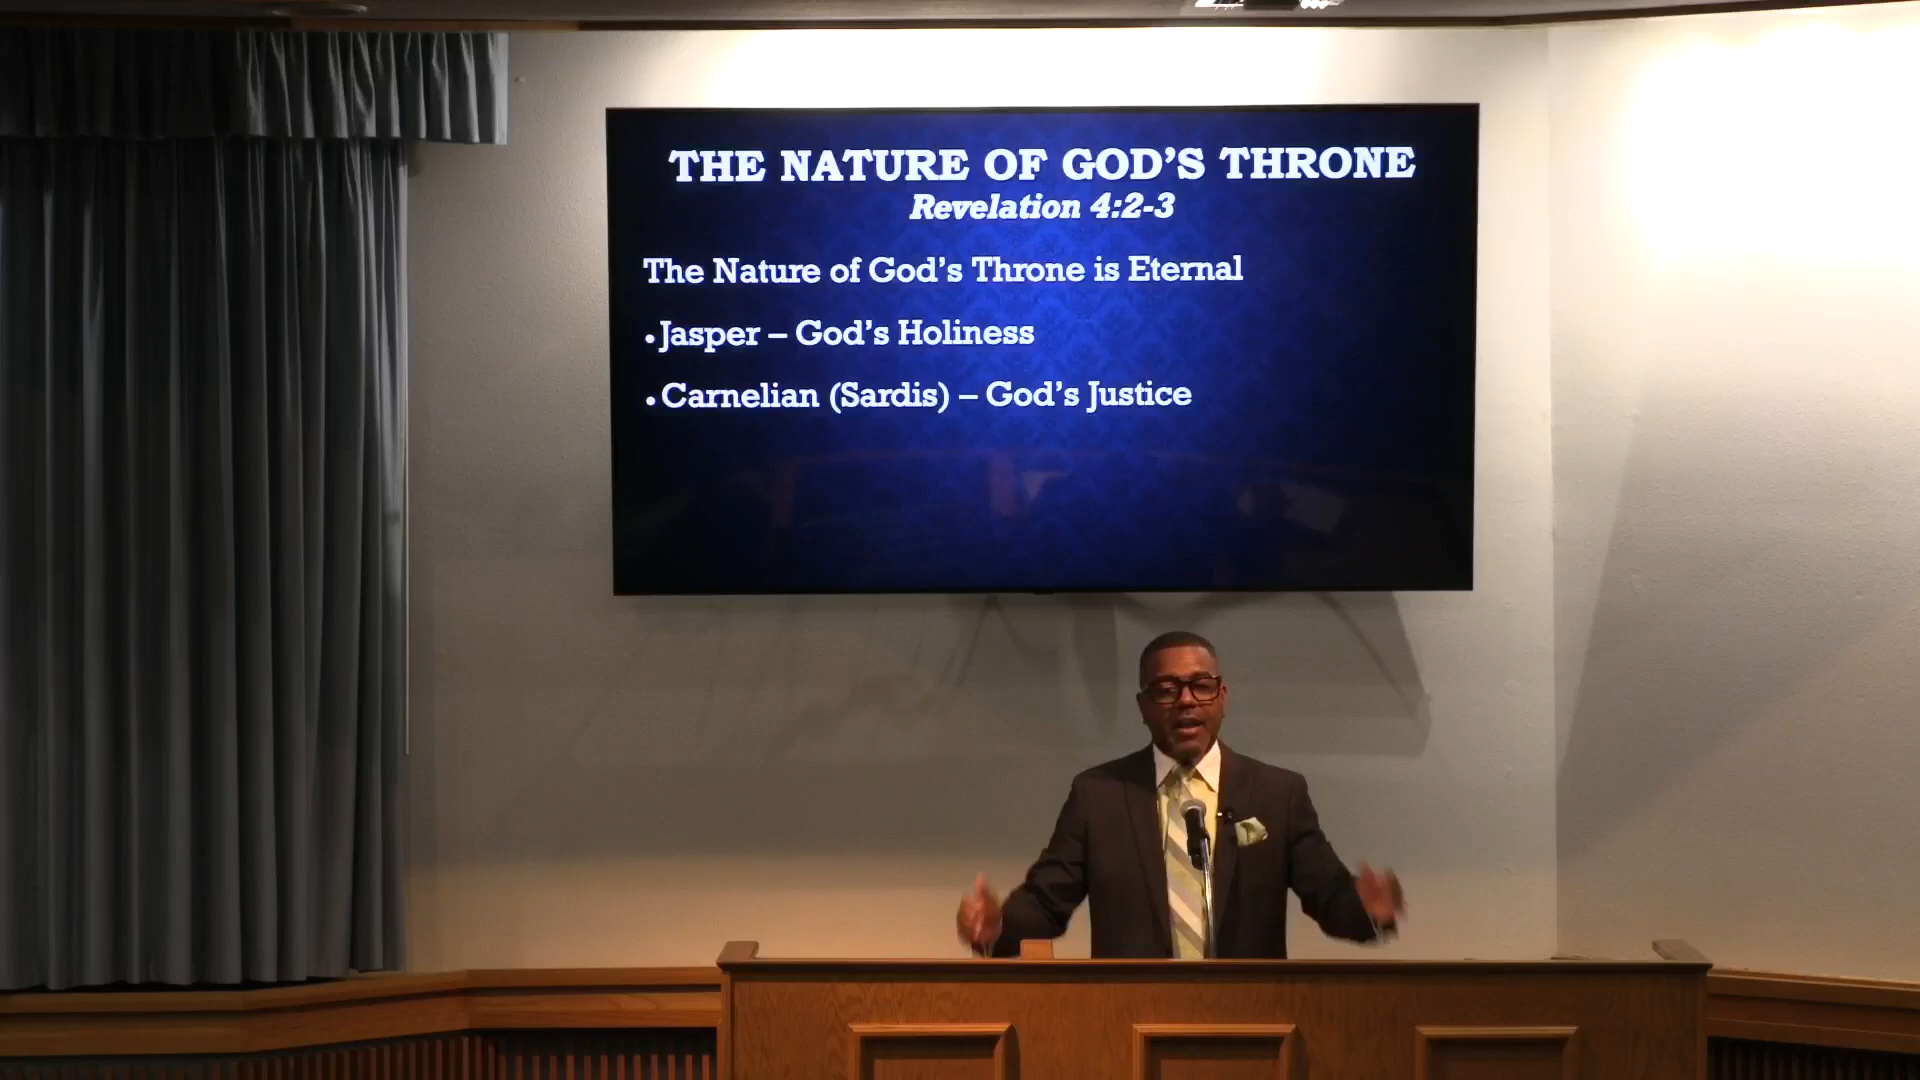 THE NATURE OF GOD'S THRONE
Revelation 4:2-3
The Nature of God's Throne is Eternal
• Jasper – God's Holiness
• Carnelian (Sardis) – God's Justice